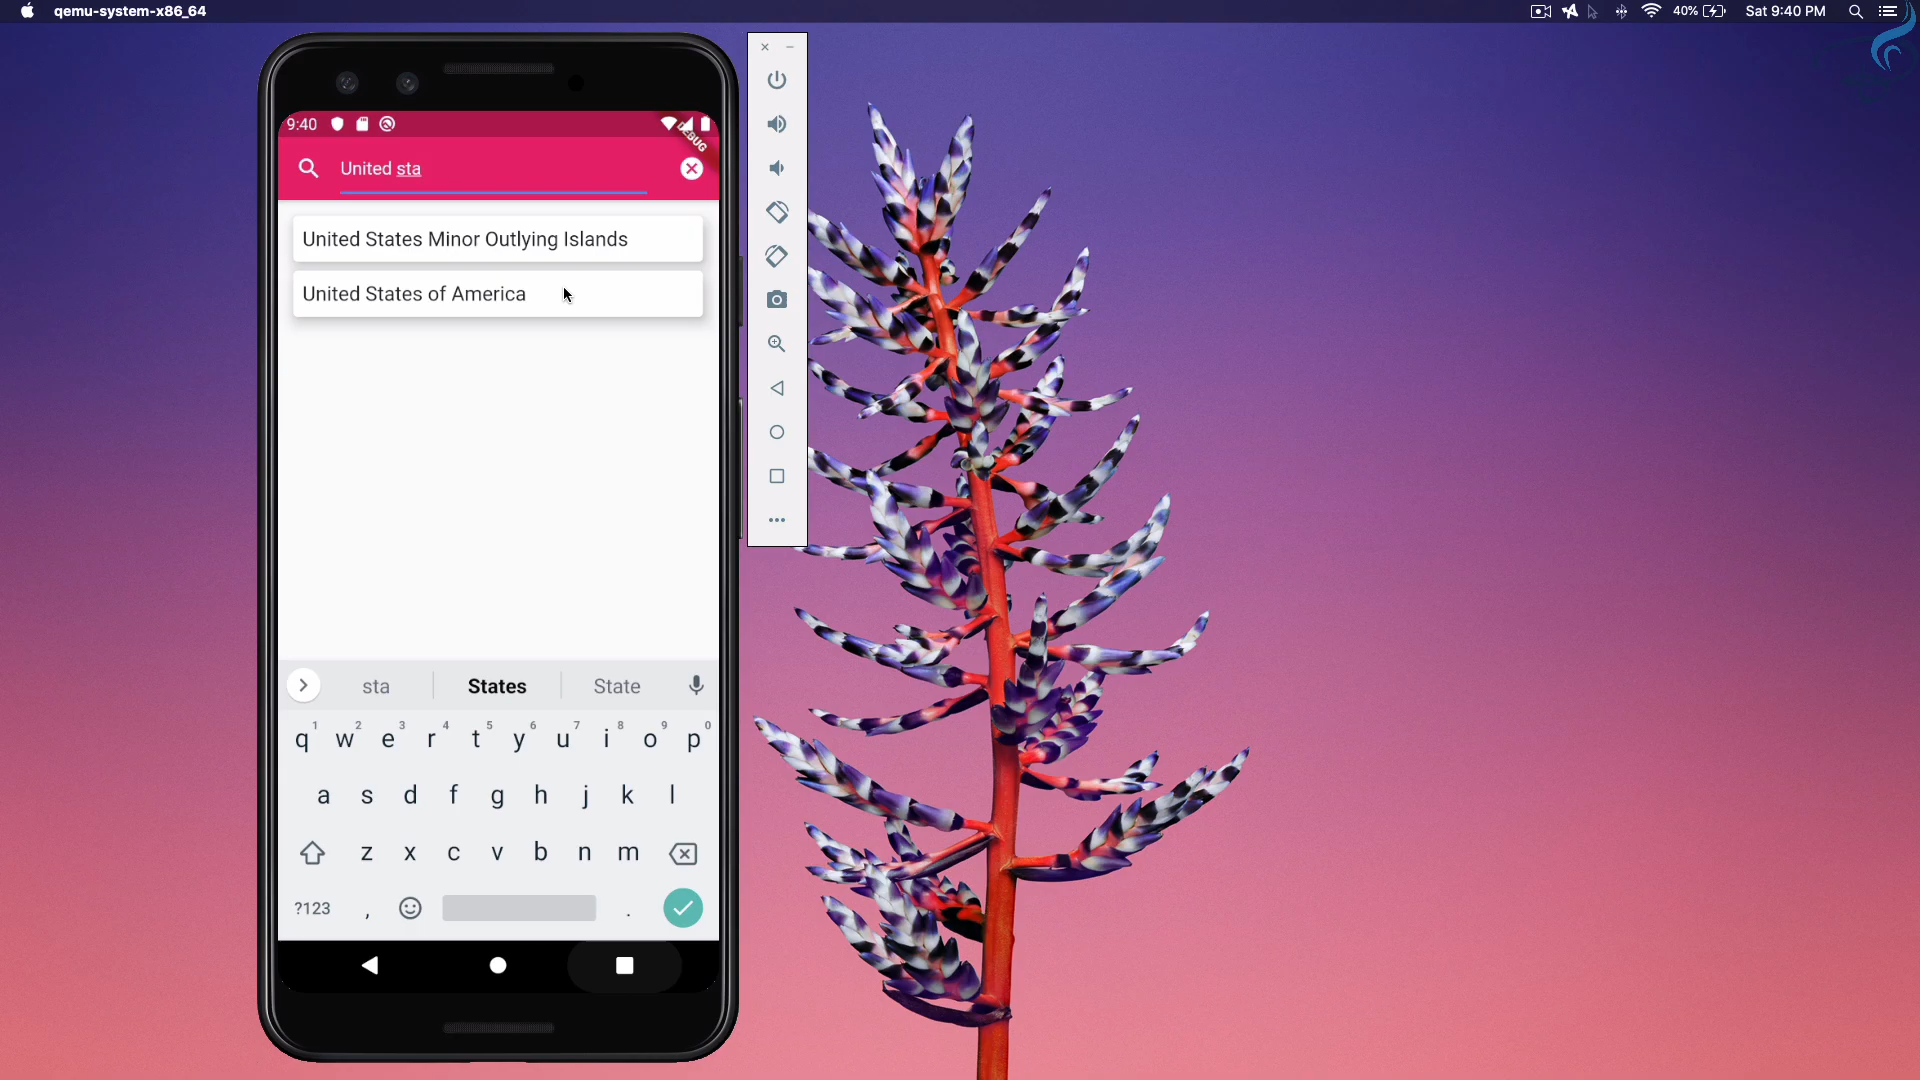 qemu-system-x86_64
40%
Sat 9:40 PM
9:40
DEBUG
United sta
United States Minor Outlying Islands
United States of America
sta States State
1 2 3 4 5 6 7 8 9 0
q w e r t y u i o p
a s d f g h j k l
z x c v b n m
?123 , .